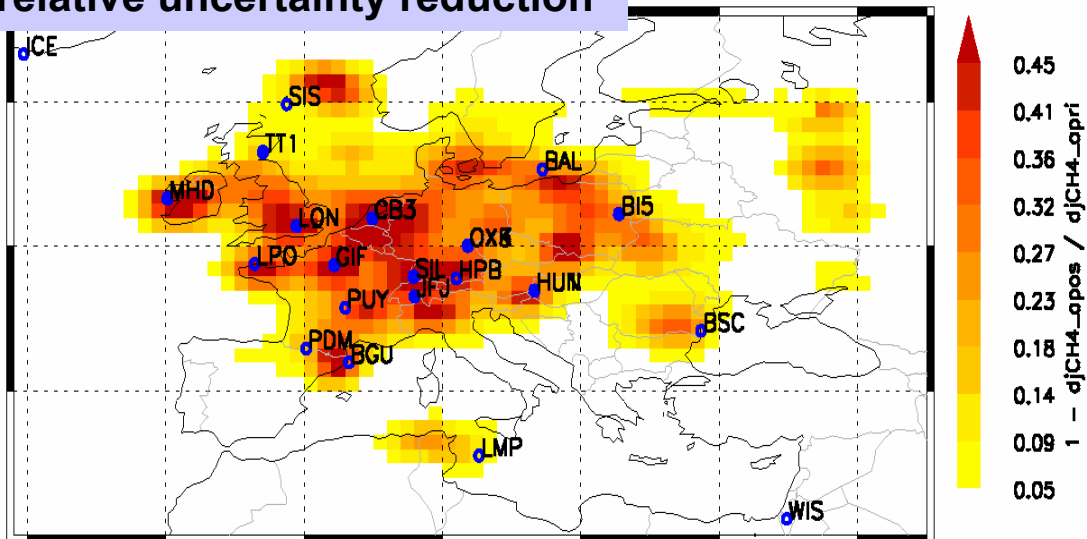 relative uncertainty reduction
ICE
SIS
TT1
BAL
MHD
BI5
CB3
LON
LPO
GIF
SIL
HPB
HUN
JFJ
PUY
BSC
PDM
BGU
LMP
WIS
0.45
0.41
0.36
0.32
0.27
0.23
0.18
0.14
0.09
0.05
1 – djCH4_apos / djCH4_apri